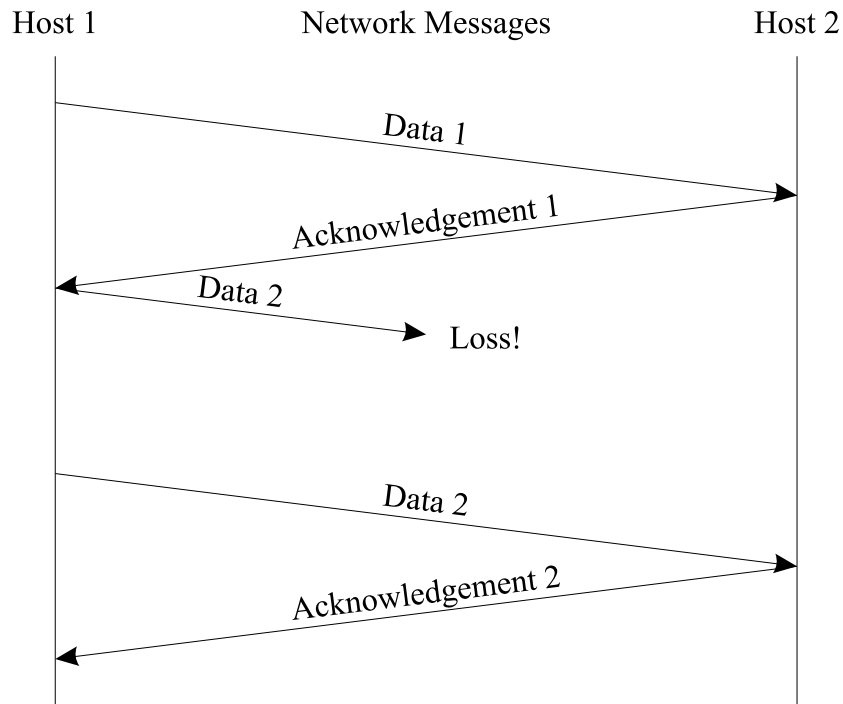 Host 1 Network Messages Host 2
Data 1
Acknowledgement 1
Data 2
Loss!
Data 2
Acknowledgement 2